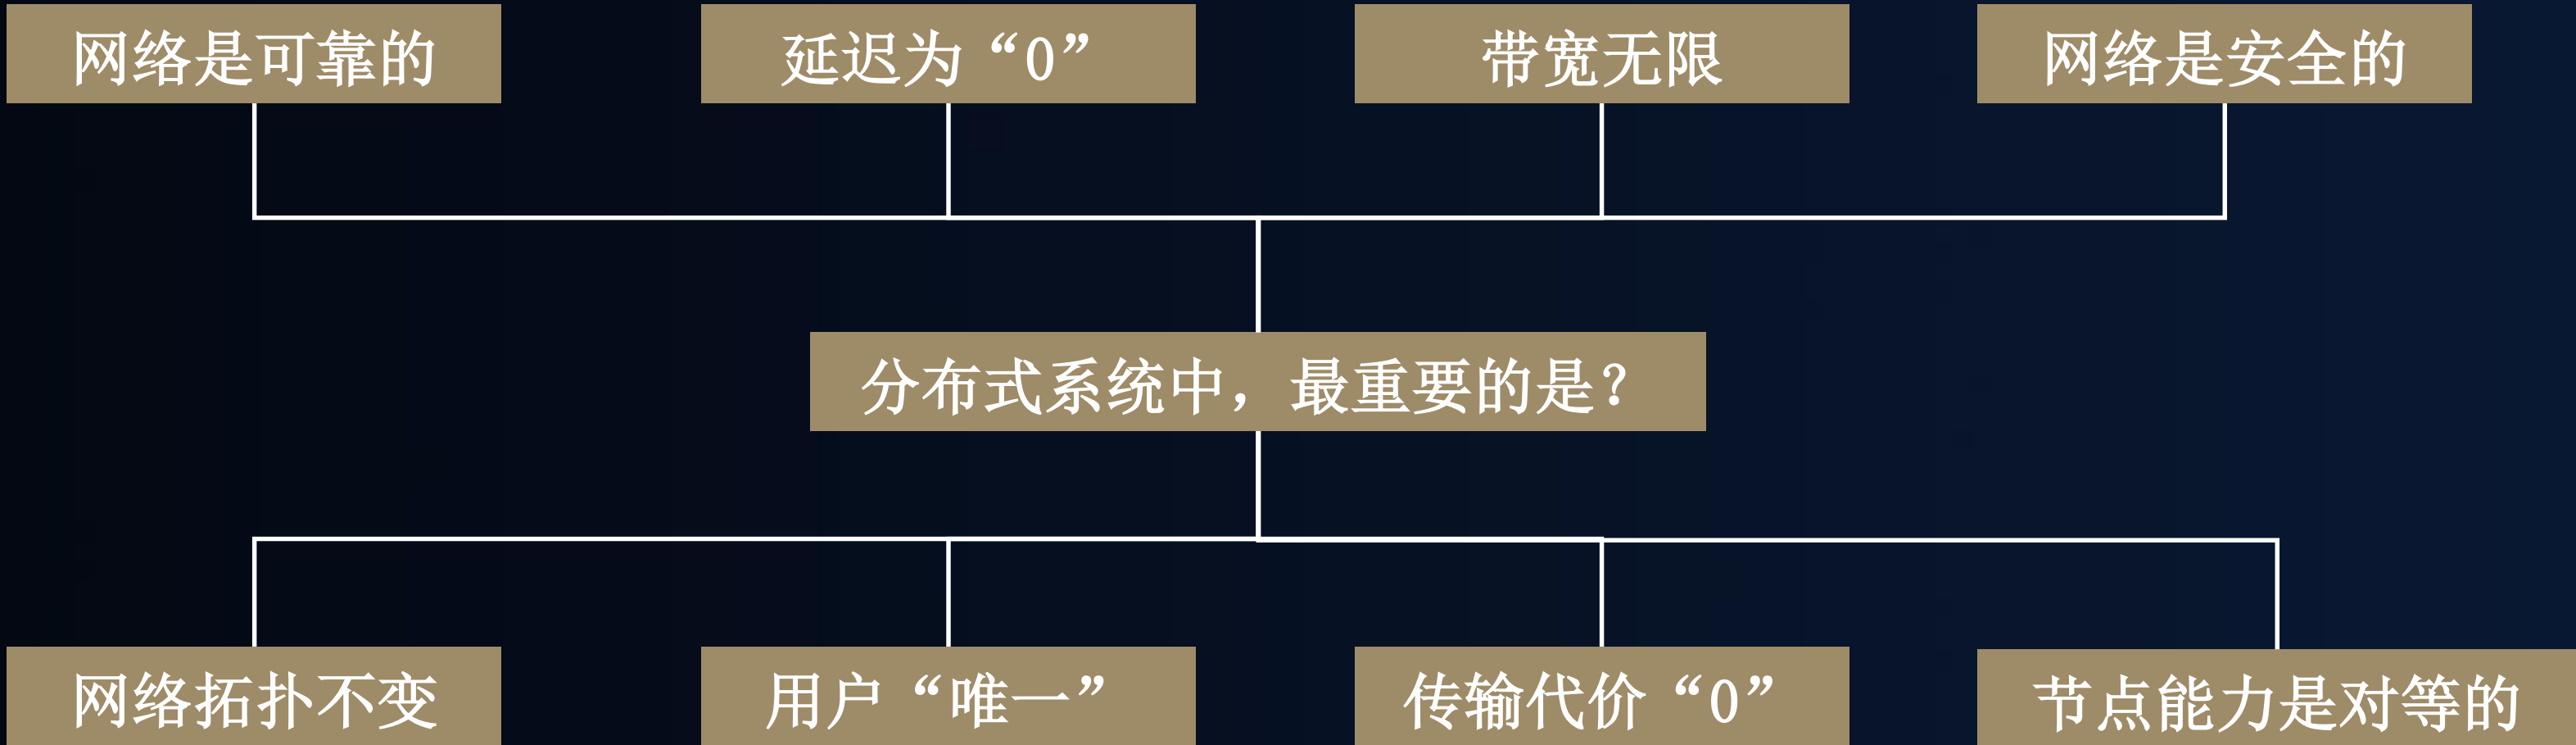 网络是可靠的
延迟为“0”
带宽无限
网络是安全的
分布式系统中，最重要的是？
网络拓扑不变
用户“唯一”
传输代价“0”
节点能力是对等的